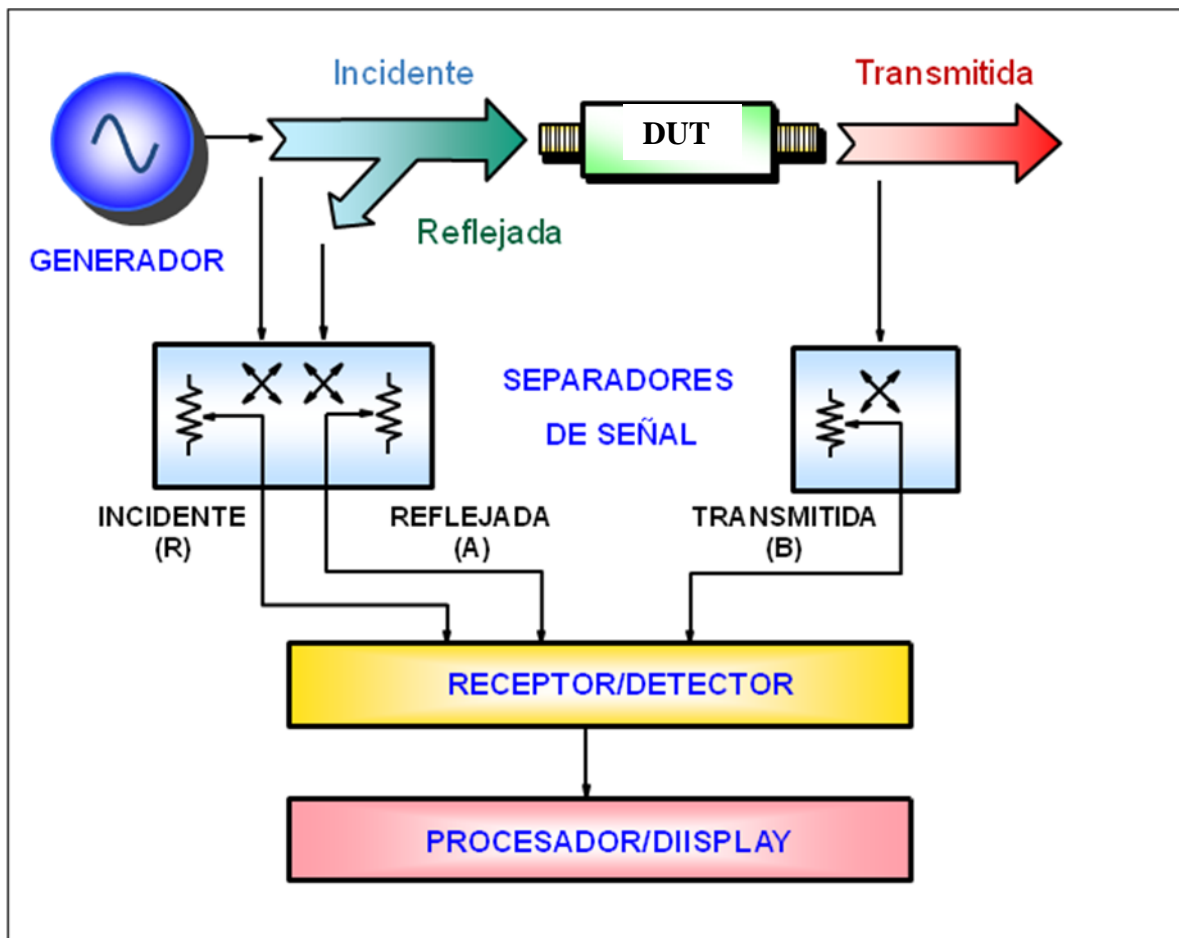 Incidente
Transmitida
DUT
Reflejada
GENERADOR
SEPARADORES
DE SEÑAL
INCIDENTE
(R)
REFLEJADA
(A)
TRANSMITIDA
(B)
RECEPTOR/DETECTOR
PROCESADOR/DIISPLAY